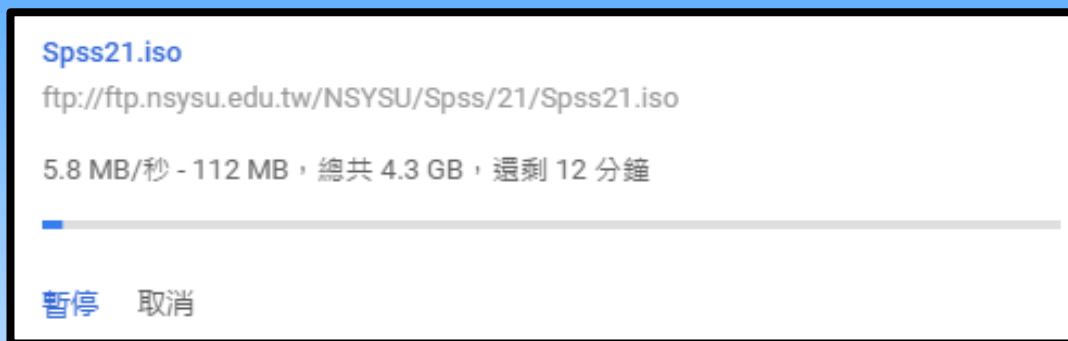 Spss21.iso
ftp://ftp.nsysu.edu.tw/NSYSU/Spss/21/Spss21.iso
5.8 MB/秒 - 112 MB，總共 4.3 GB，還剩 12 分鐘
暫停 取消